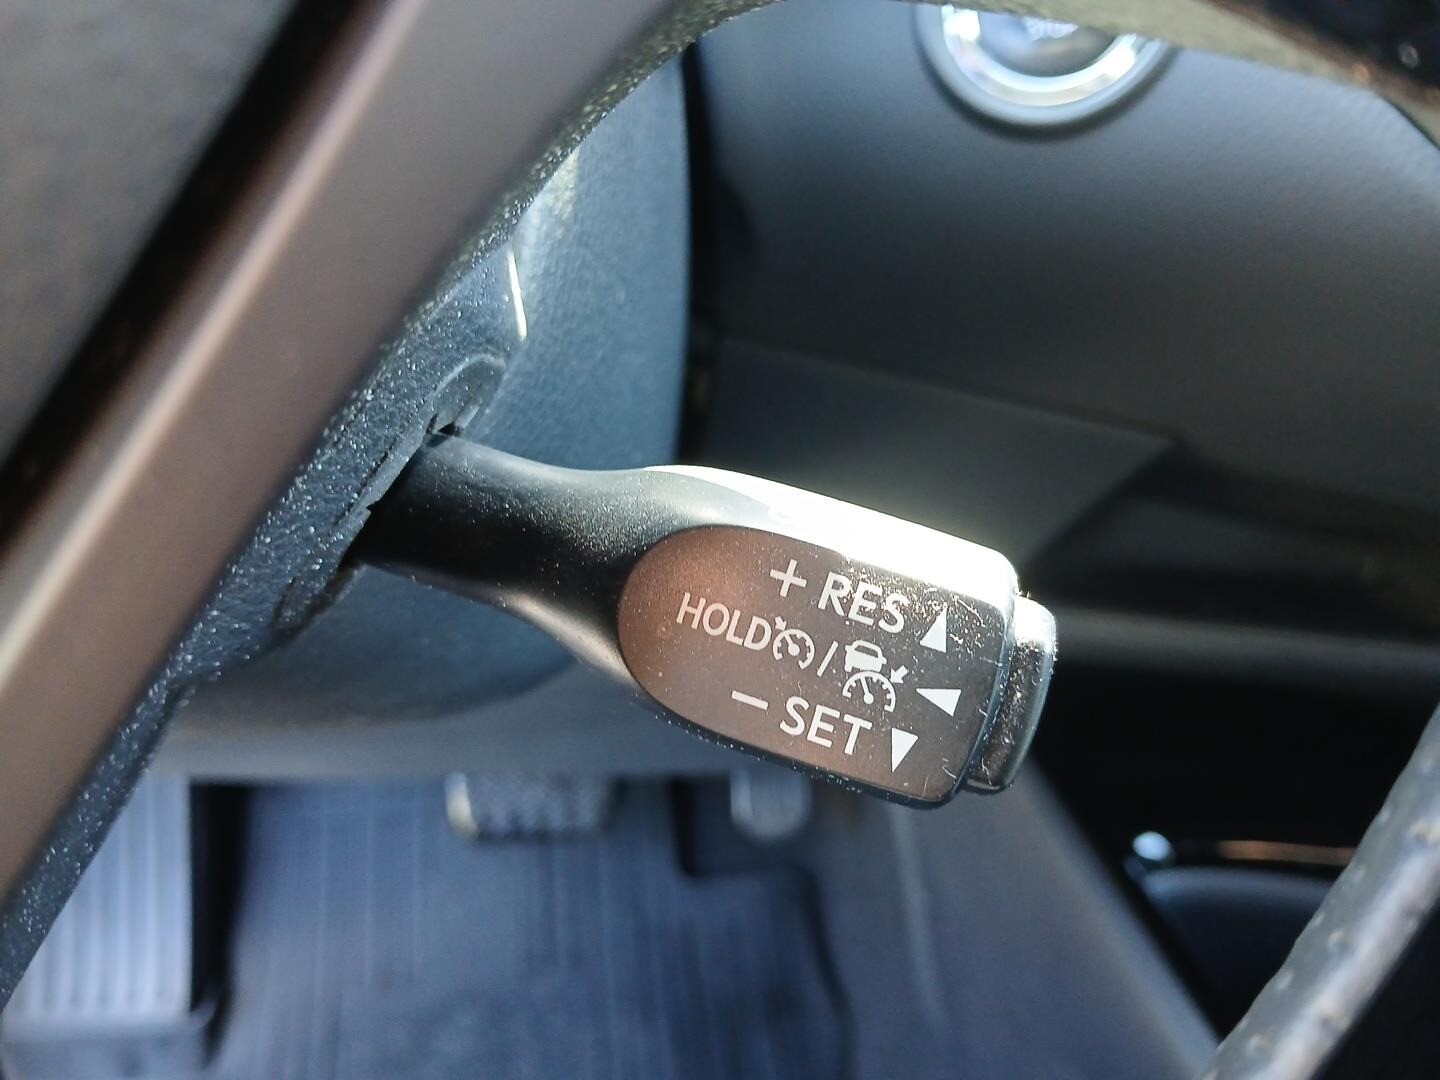 + RES
HOLD /
– SET